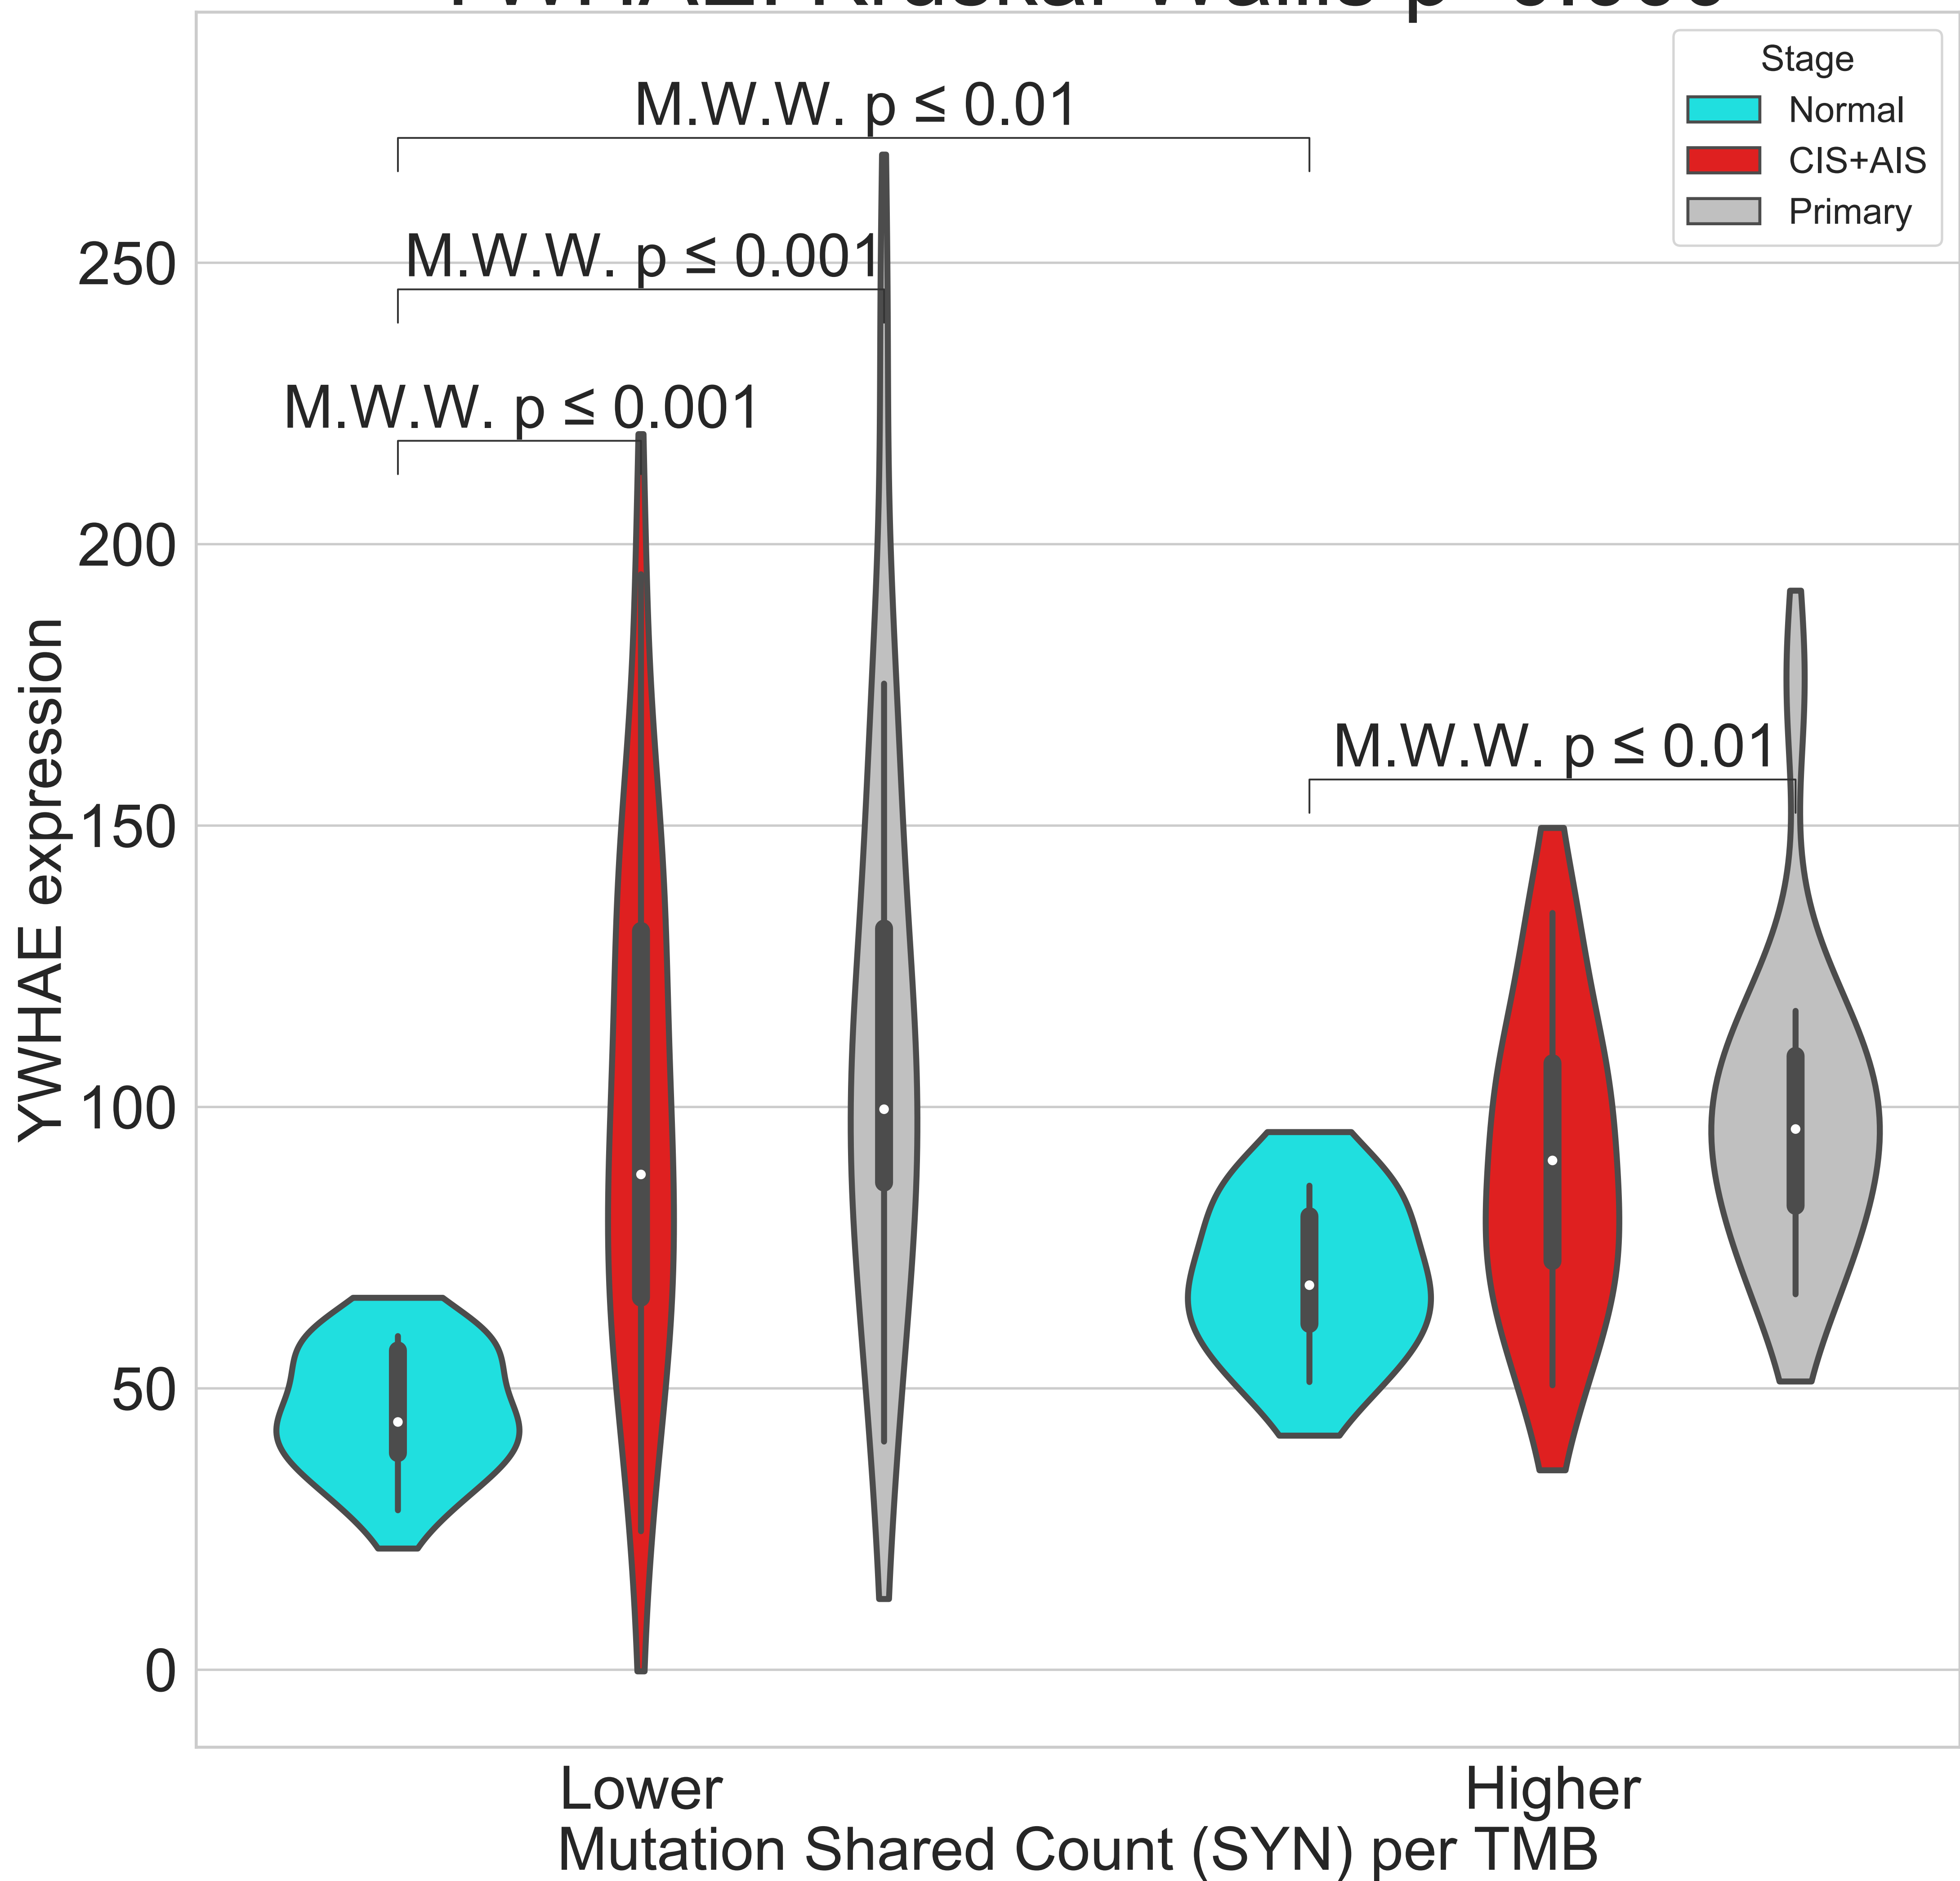 Stage
Normal
CIS+AIS
Primary
M.W.W. p ≤ 0.01
M.W.W. p ≤ 0.001
M.W.W. p ≤ 0.001
M.W.W. p ≤ 0.01
YWHAE expression
250
200
150
100
50
0
Lower
Higher
Mutation Shared Count (SYN) per TMB